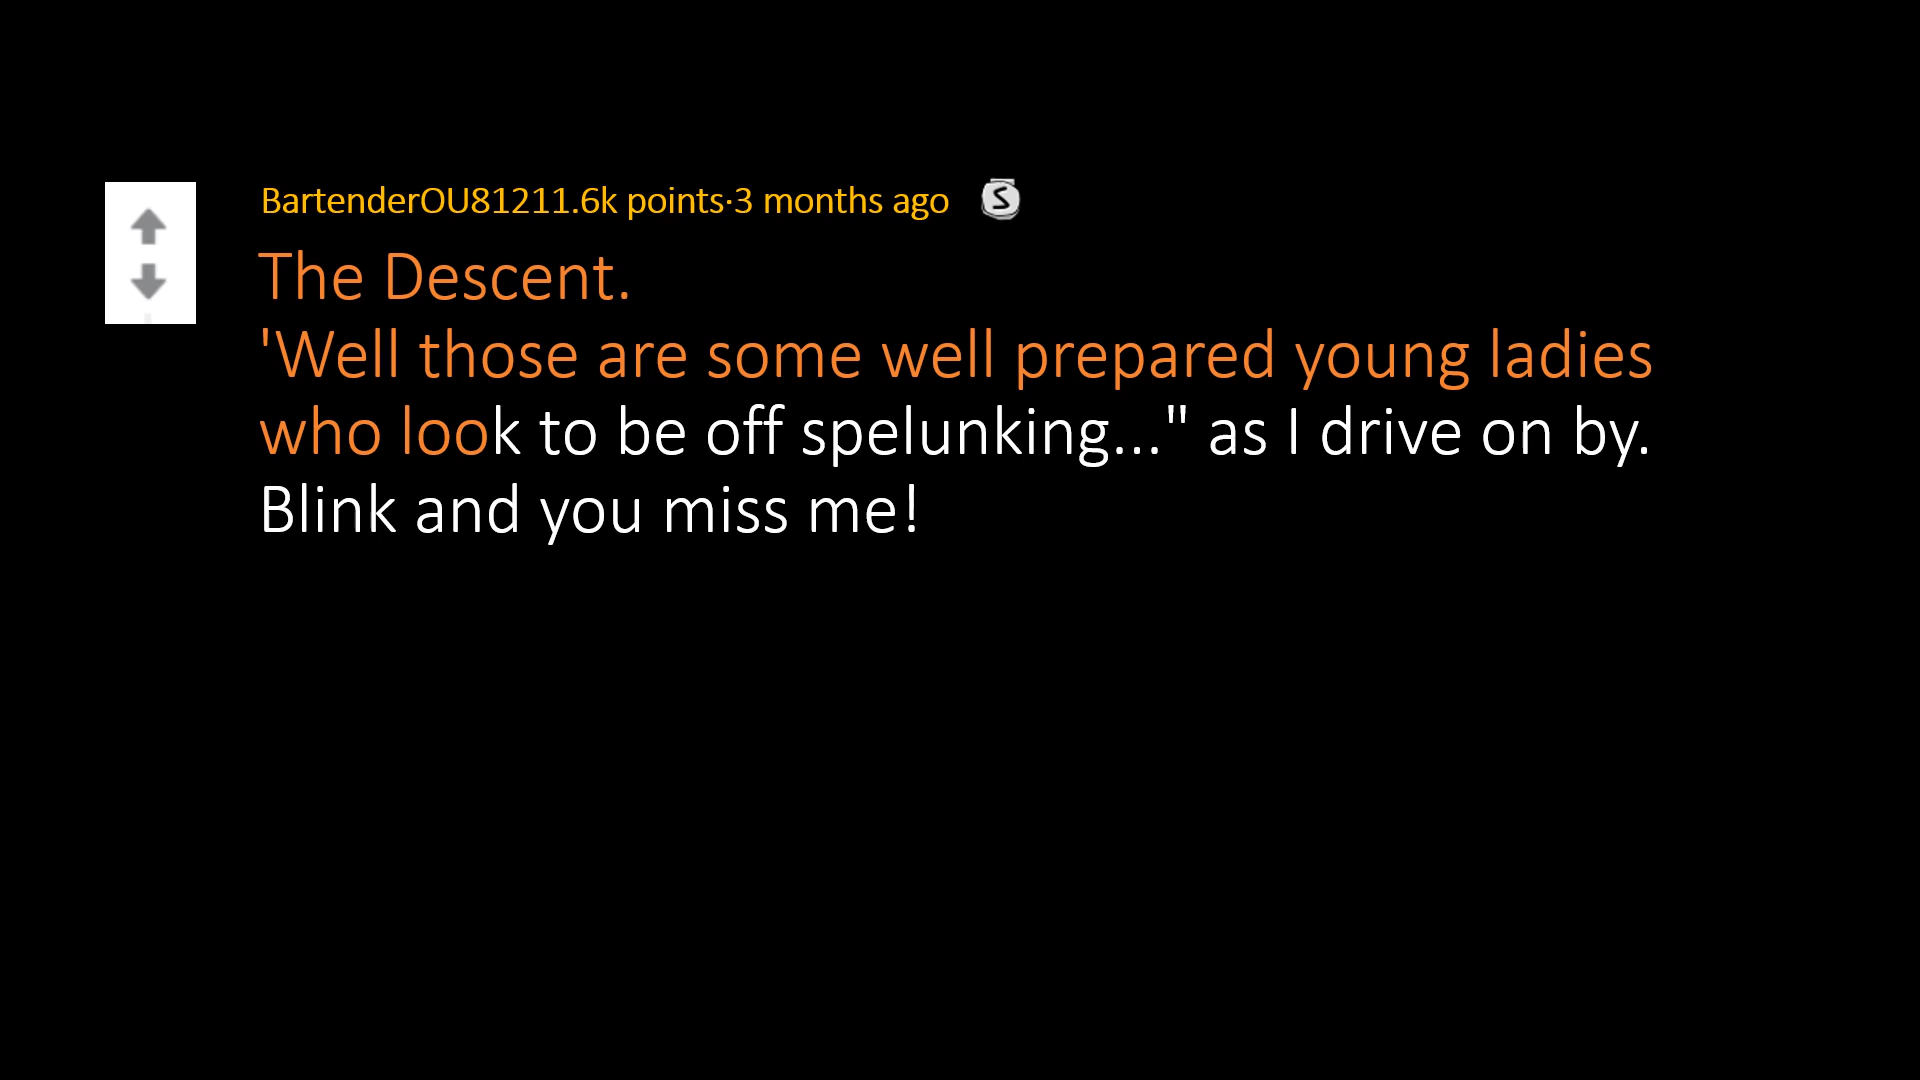 BartenderOU81211.6k points·3 months ago
The Descent.
'Well those are some well prepared young ladies
who look to be off spelunking..." as I drive on by.
Blink and you miss me!